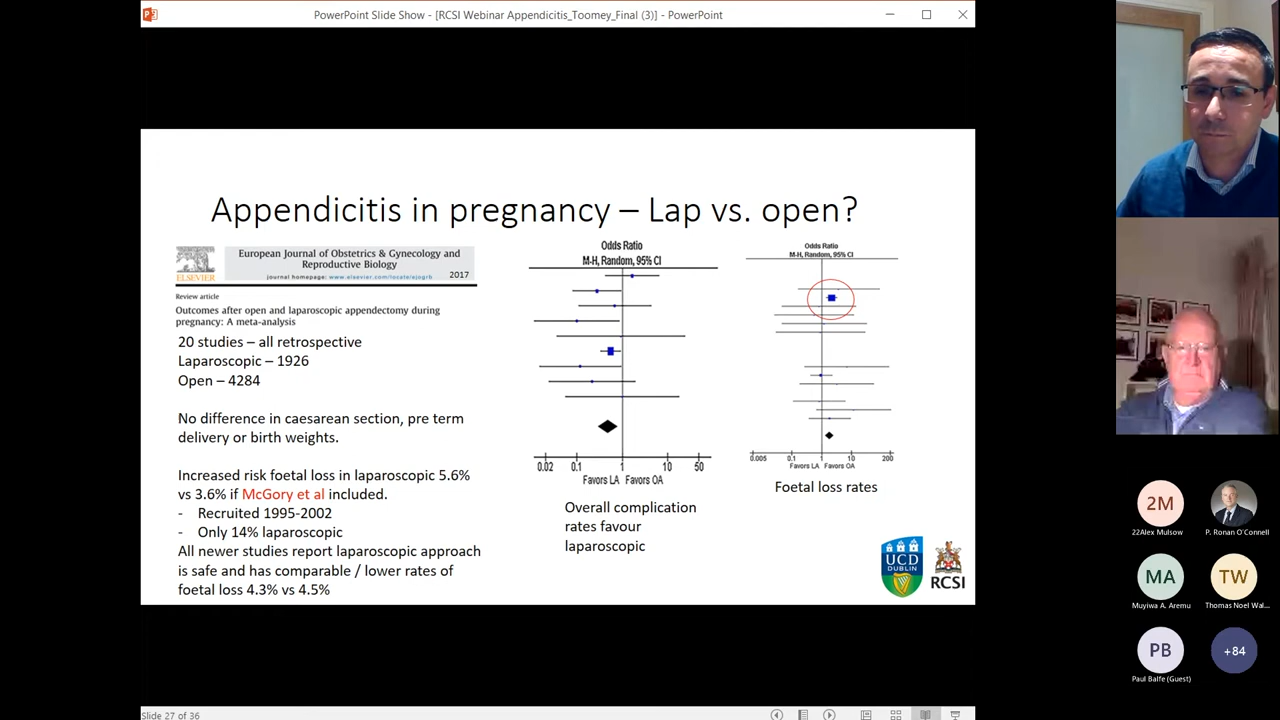 PowerPoint Slide Show - [RCSI Webinar Appendicitis_Toomey_Final (3)] - PowerPoint
Appendicitis in pregnancy – Lap vs. open?
ELSEVIER
European Journal of Obstetrics & Gynecology and
Reproductive Biology
journal homepage: www.elsevier.com/locate/ejogrb
2017
Review article
Outcomes after open and laparoscopic appendectomy during
pregnancy: A meta-analysis
20 studies – all retrospective
Laparoscopic – 1926
Open – 4284
No difference in caesarean section, pre term
delivery or birth weights.
Increased risk foetal loss in laparoscopic 5.6%
vs 3.6% if McGory et al included.
- Recruited 1995-2002
- Only 14% laparoscopic
All newer studies report laparoscopic approach
is safe and has comparable / lower rates of
foetal loss 4.3% vs 4.5%
Odds Ratio
M-H, Random, 95% CI
0.02 0.1 1 10 50
Favors LA Favors OA
Overall complication
rates favour
laparoscopic
Odds Ratio
M-H, Random, 95% CI
0.005 0.1 1 10 200
Favors LA Favors OA
Foetal loss rates
UCD
DUBLIN
RCSI
2M
22Alex Mulsow
P. Ronan O'Connell
MA
Muyiwa A. Aremu
TW
Thomas Noel Wal...
PB
Paul Balfe (Guest)
+84
Slide 27 of 36